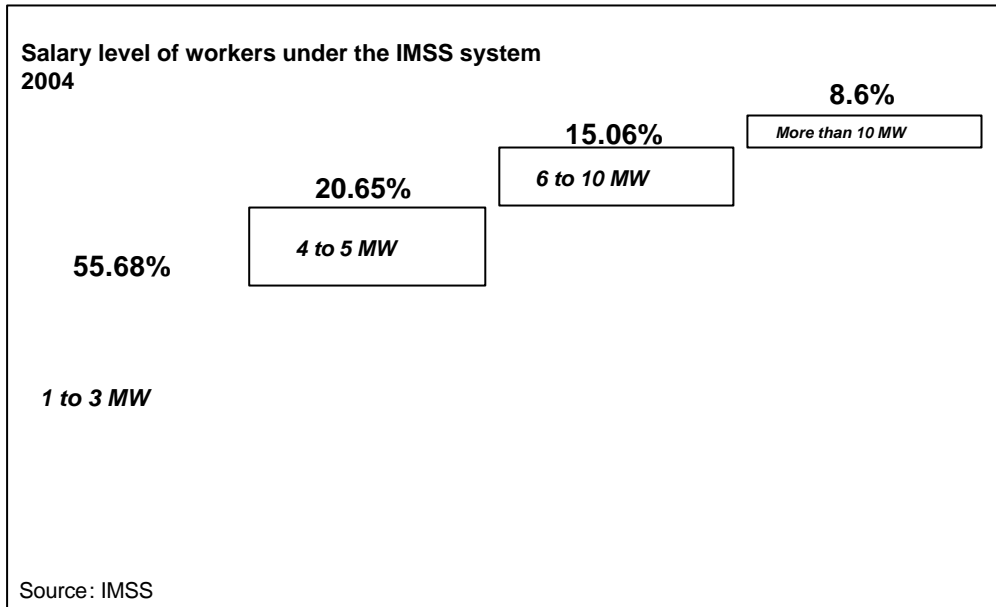 Salary level of workers under the IMSS system
2004
8.6%
More than 10 MW
15.06%
6 to 10 MW
20.65%
4 to 5 MW
55.68%
1 to 3 MW
Source: IMSS